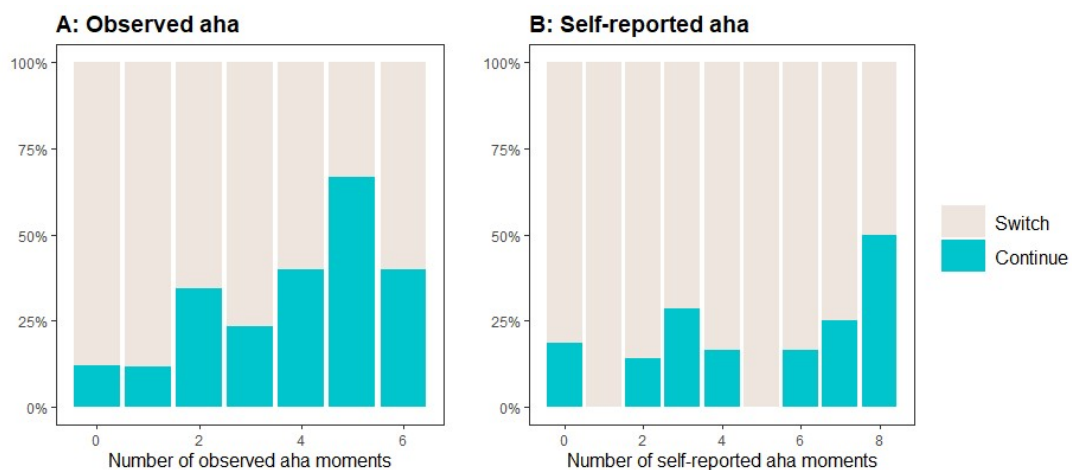 A: Observed aha
100%
75%
50%
25%
0%
0 2 4 6
Number of observed aha moments
B: Self-reported aha
100%
75%
50%
25%
0%
0 2 4 6 8
Number of self-reported aha moments
Switch
Continue